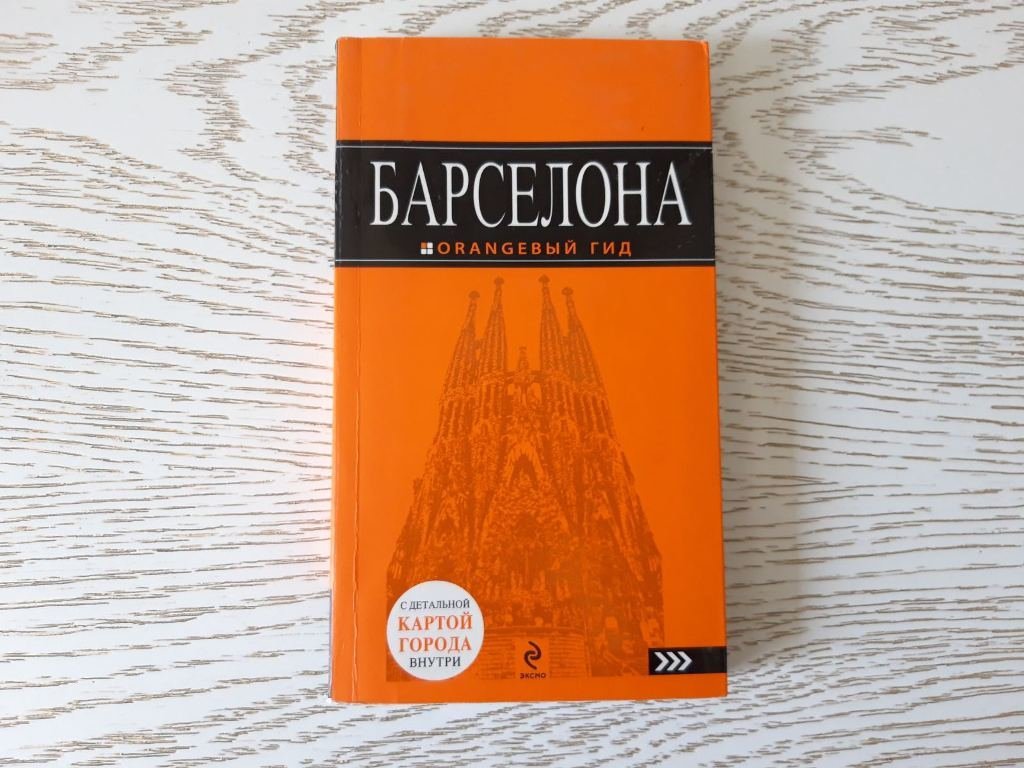 БАРСЕЛОНА
ORANGEВЫЙ ГИД
С ДЕТАЛЬНОЙ
КАРТОЙ
ГОРОДА
ВНУТРИ
ЭКСМО